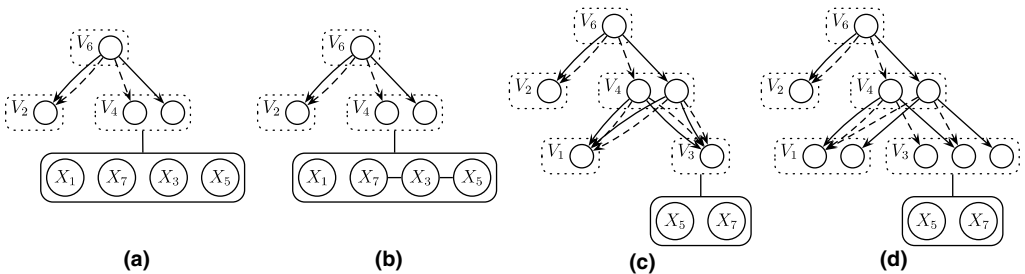 V₆
V₂ V₄
X₁ X₇ X₃ X₅
(a)
V₆
V₂ V₄
X₁ X₇ X₃ X₅
(b)
V₆
V₂ V₄
V₁ V₃
X₅ X₇
(c)
V₆
V₂ V₄
V₁ V₃
X₅ X₇
(d)